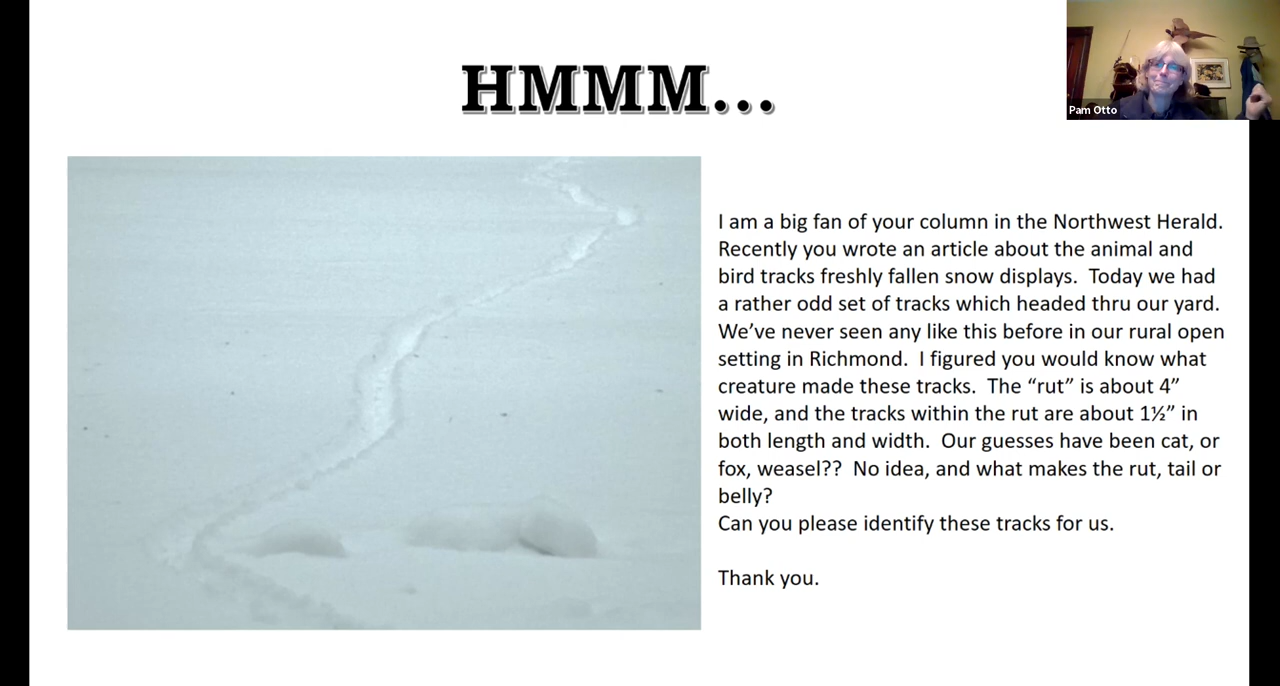 HMMM...
Pam Otto
I am a big fan of your column in the Northwest Herald.
Recently you wrote an article about the animal and
bird tracks freshly fallen snow displays.  Today we had
a rather odd set of tracks which headed thru our yard.
We’ve never seen any like this before in our rural open
setting in Richmond.  I figured you would know what
creature made these tracks.  The “rut” is about 4”
wide, and the tracks within the rut are about 1½” in
both length and width.  Our guesses have been cat, or
fox, weasel??  No idea, and what makes the rut, tail or
belly?
Can you please identify these tracks for us.
Thank you.